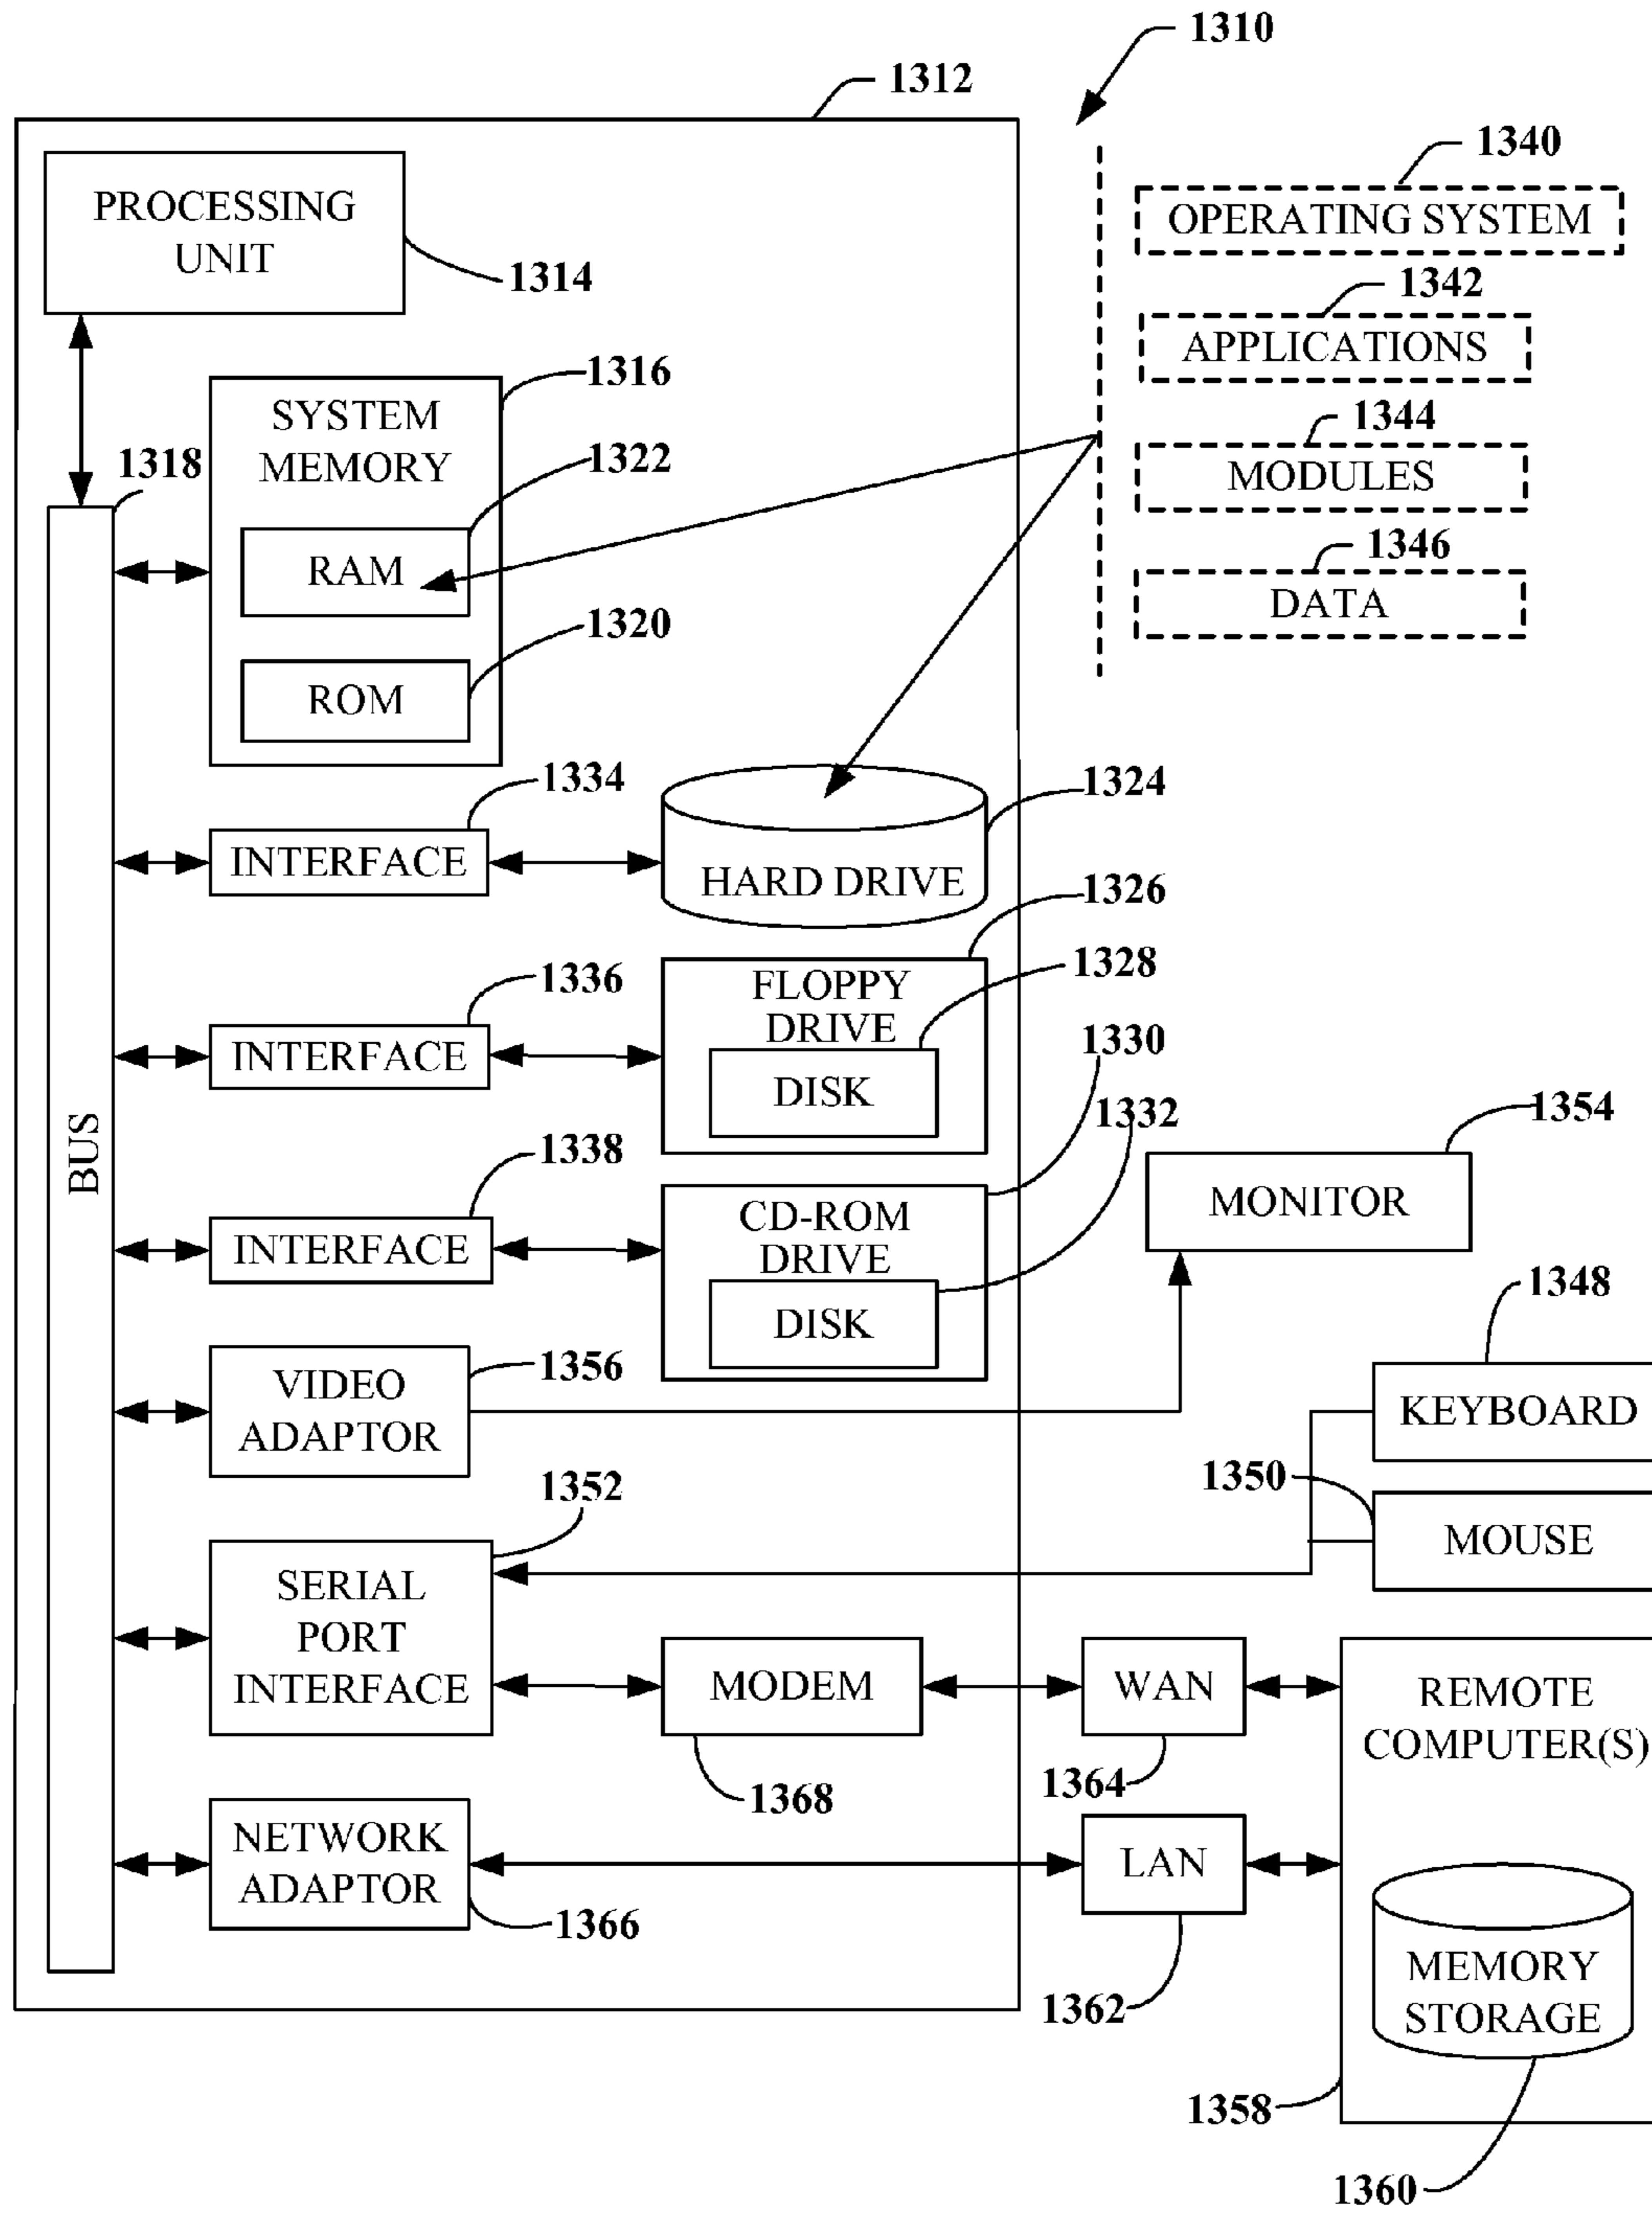 1310
1312
1340
PROCESSING
UNIT
OPERATING SYSTEM
1314
1342
APPLICATIONS
1316
SYSTEM
MEMORY
1344
1318
1322
MODULES
RAM
1346
DATA
1320
ROM
1334
1324
INTERFACE
HARD DRIVE
1326
1336
FLOPPY
DRIVE
1328
INTERFACE
DISK
1330
1332
1354
BUS
1338
MONITOR
CD-ROM
DRIVE
INTERFACE
DISK
1348
1356
VIDEO
ADAPTOR
KEYBOARD
1352
1350
MOUSE
SERIAL
PORT
INTERFACE
MODEM
WAN
REMOTE
COMPUTER(S)
1368
1364
NETWORK
ADAPTOR
LAN
1366
1362
MEMORY
STORAGE
1358
1360